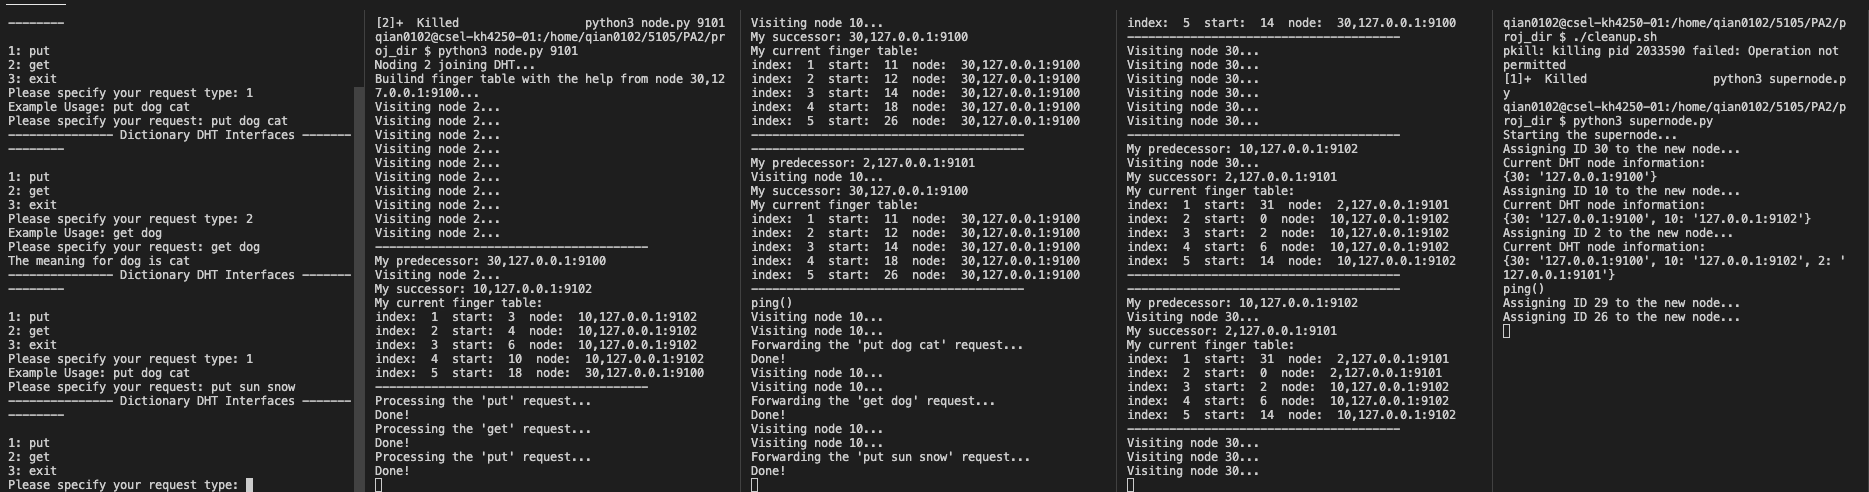 --------
1: put
2: get
3: exit
Please specify your request type: 1
Example Usage: put dog cat
Please specify your request: put dog cat
--------------- Dictionary DHT Interfaces -------
--------
1: put
2: get
3: exit
Please specify your request type: 2
Example Usage: get dog
Please specify your request: get dog
The meaning for dog is cat
--------------- Dictionary DHT Interfaces -------
--------
1: put
2: get
3: exit
Please specify your request type: 1
Example Usage: put dog cat
Please specify your request: put sun snow
--------------- Dictionary DHT Interfaces -------
--------
1: put
2: get
3: exit
Please specify your request type:
[2]+  Killed                  python3 node.py 9101
qian0102@csel-kh4250-01:/home/qian0102/5105/PA2/pr
oj_dir $ python3 node.py 9101
Noding 2 joining DHT...
Builind finger table with the help from node 30,12
7.0.0.1:9100...
Visiting node 2...
Visiting node 2...
Visiting node 2...
Visiting node 2...
Visiting node 2...
Visiting node 2...
Visiting node 2...
Visiting node 2...
Visiting node 2...
Visiting node 2...
---------------------------------------
My predecessor: 30,127.0.0.1:9100
Visiting node 2...
My successor: 10,127.0.0.1:9102
My current finger table:
index:  1  start:  3  node:  10,127.0.0.1:9102
index:  2  start:  4  node:  10,127.0.0.1:9102
index:  3  start:  6  node:  10,127.0.0.1:9102
index:  4  start:  10  node:  10,127.0.0.1:9102
index:  5  start:  18  node:  30,127.0.0.1:9100
---------------------------------------
Processing the 'put' request...
Done!
Processing the 'get' request...
Done!
Processing the 'put' request...
Done!
Visiting node 10...
My successor: 30,127.0.0.1:9100
My current finger table:
index:  1  start:  11  node:  30,127.0.0.1:9100
index:  2  start:  12  node:  30,127.0.0.1:9100
index:  3  start:  14  node:  30,127.0.0.1:9100
index:  4  start:  18  node:  30,127.0.0.1:9100
index:  5  start:  26  node:  30,127.0.0.1:9100
---------------------------------------
---------------------------------------
My predecessor: 2,127.0.0.1:9101
Visiting node 10...
My successor: 30,127.0.0.1:9100
My current finger table:
index:  1  start:  11  node:  30,127.0.0.1:9100
index:  2  start:  12  node:  30,127.0.0.1:9100
index:  3  start:  14  node:  30,127.0.0.1:9100
index:  4  start:  18  node:  30,127.0.0.1:9100
index:  5  start:  26  node:  30,127.0.0.1:9100
---------------------------------------
ping()
Visiting node 10...
Visiting node 10...
Forwarding the 'put dog cat' request...
Done!
Visiting node 10...
Visiting node 10...
Forwarding the 'get dog' request...
Done!
Visiting node 10...
Visiting node 10...
Forwarding the 'put sun snow' request...
Done!
index:  5  start:  14  node:  30,127.0.0.1:9100
---------------------------------------
Visiting node 30...
Visiting node 30...
Visiting node 30...
Visiting node 30...
Visiting node 30...
Visiting node 30...
---------------------------------------
My predecessor: 10,127.0.0.1:9102
Visiting node 30...
My successor: 2,127.0.0.1:9101
My current finger table:
index:  1  start:  31  node:  2,127.0.0.1:9101
index:  2  start:  0  node:  10,127.0.0.1:9102
index:  3  start:  2  node:  10,127.0.0.1:9102
index:  4  start:  6  node:  10,127.0.0.1:9102
index:  5  start:  14  node:  10,127.0.0.1:9102
---------------------------------------
---------------------------------------
My predecessor: 10,127.0.0.1:9102
Visiting node 30...
My successor: 2,127.0.0.1:9101
My current finger table:
index:  1  start:  31  node:  2,127.0.0.1:9101
index:  2  start:  0  node:  2,127.0.0.1:9101
index:  3  start:  2  node:  10,127.0.0.1:9102
index:  4  start:  6  node:  10,127.0.0.1:9102
index:  5  start:  14  node:  10,127.0.0.1:9102
---------------------------------------
Visiting node 30...
Visiting node 30...
Visiting node 30...
qian0102@csel-kh4250-01:/home/qian0102/5105/PA2/p
roj_dir $ ./cleanup.sh
pkill: killing pid 2033590 failed: Operation not
permitted
[1]+  Killed                  python3 supernode.p
y
qian0102@csel-kh4250-01:/home/qian0102/5105/PA2/p
roj_dir $ python3 supernode.py
Starting the supernode...
Assigning ID 30 to the new node...
Current DHT node information:
{30: '127.0.0.1:9100'}
Assigning ID 10 to the new node...
Current DHT node information:
{30: '127.0.0.1:9100', 10: '127.0.0.1:9102'}
Assigning ID 2 to the new node...
Current DHT node information:
{30: '127.0.0.1:9100', 10: '127.0.0.1:9102', 2: '
127.0.0.1:9101'}
ping()
Assigning ID 29 to the new node...
Assigning ID 26 to the new node...